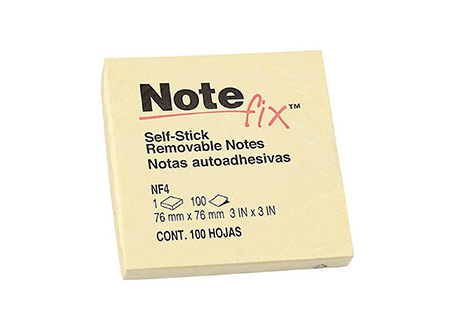 Note
fix™
Self-Stick
Removable Notes
Notas autoadhesivas
NF4
1 100
76 mm x 76 mm 3 IN x 3 IN
CONT. 100 HOJAS